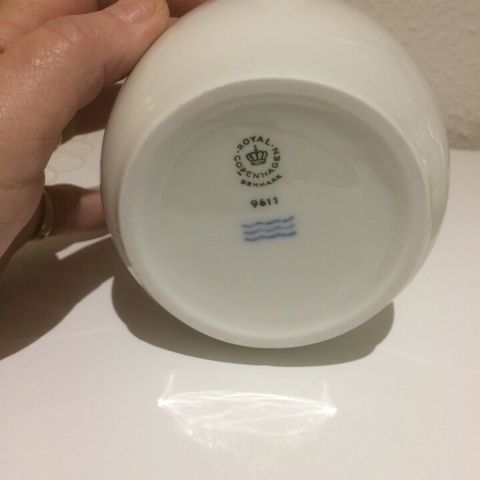 ROYAL
COPENHAGEN
DENMARK
9611